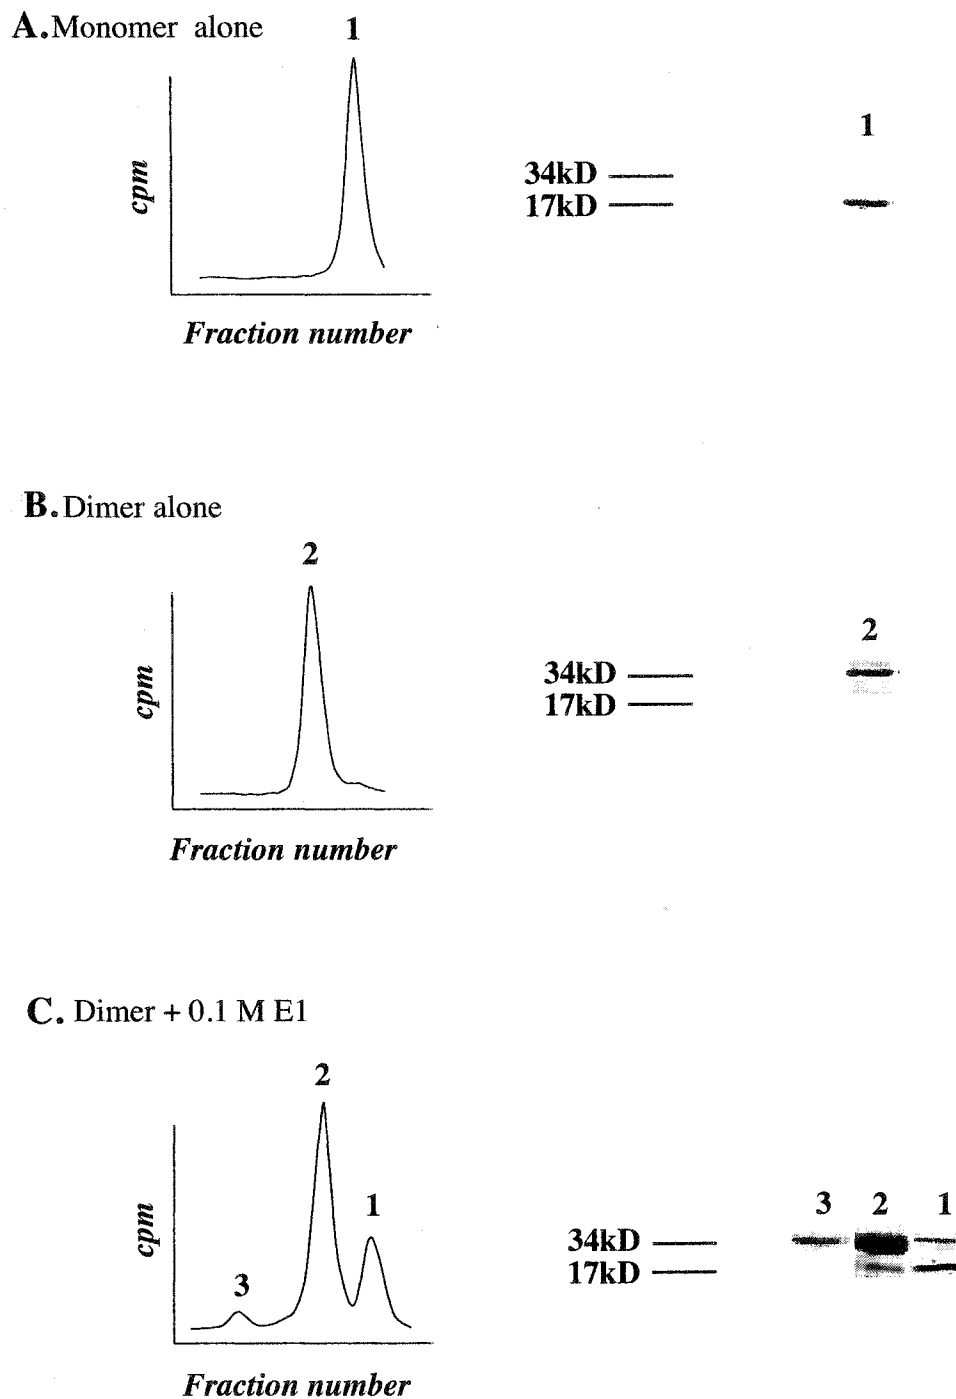 A. Monomer alone
1
cpm
Fraction number
1
34kD
17kD
B. Dimer alone
2
cpm
Fraction number
2
34kD
17kD
C. Dimer + 0.1 M E1
2
1
3
cpm
Fraction number
3 2 1
34kD
17kD